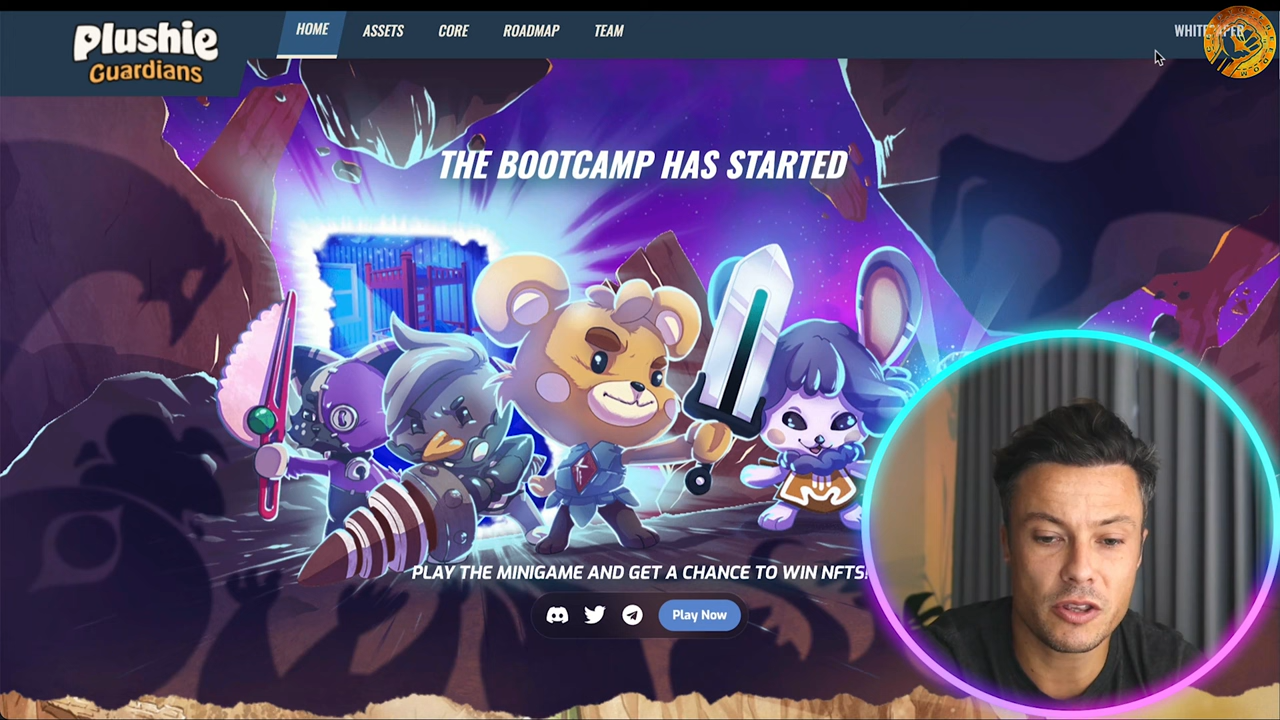 Plushie
Guardians
HOME
ASSETS
CORE
ROADMAP
TEAM
THE BOOTCAMP HAS STARTED
PLAY THE MINIGAME AND GET A CHANCE TO WIN NFTS!
Play Now